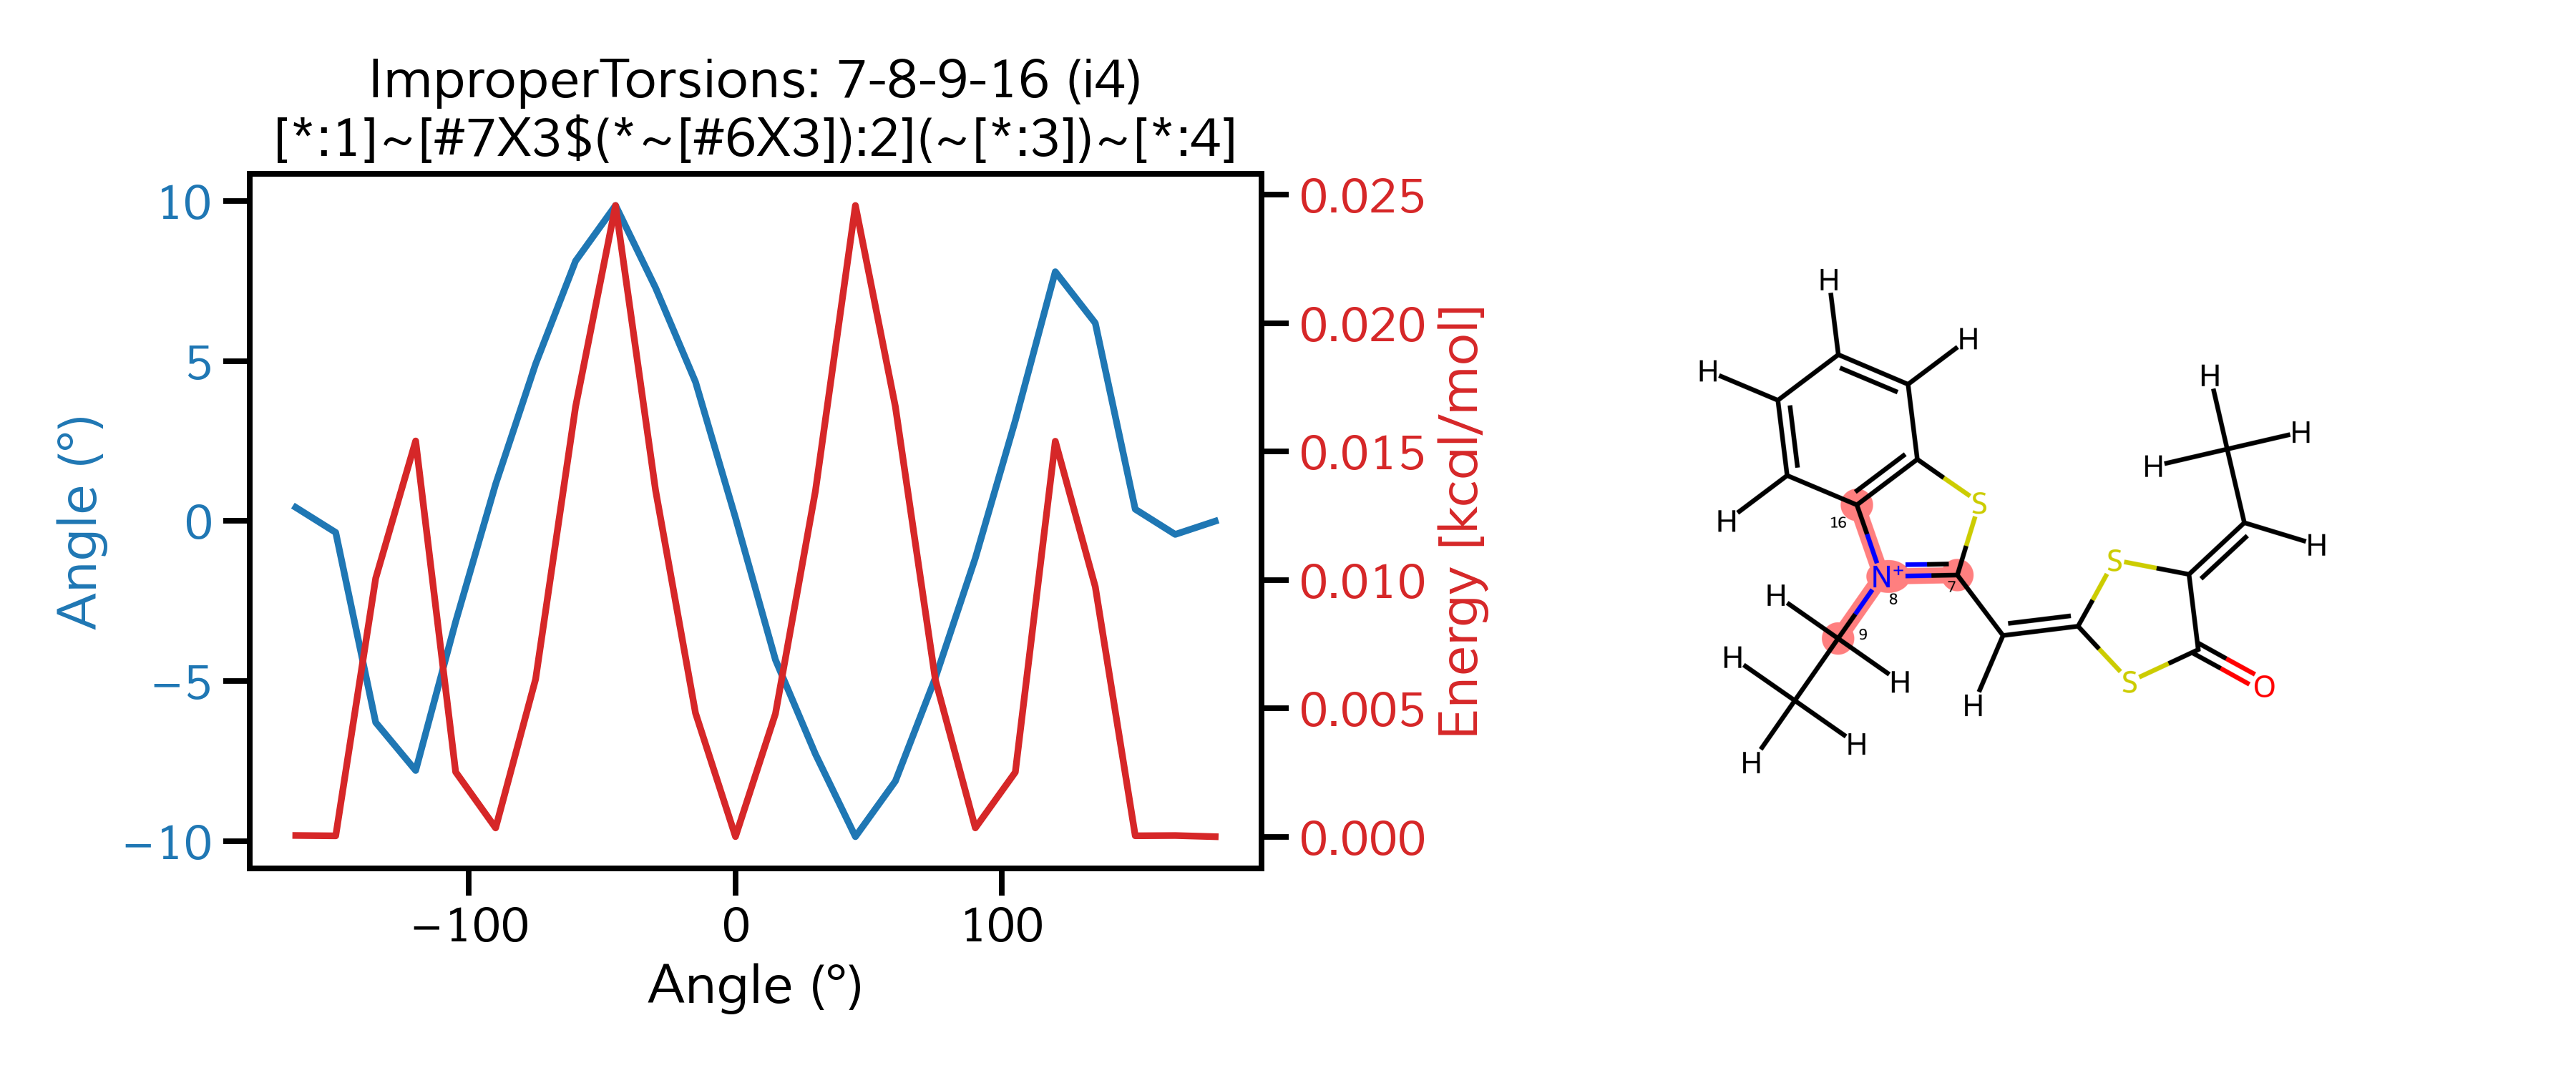 ImproperTorsions: 7-8-9-16 (i4)
[*:1]~[#7X3$(*~[#6X3]):2](~[*:3])~[*:4]
10
5
0
−5
−10
Angle (°)
0.025
0.020
0.015
0.010
0.005
0.000
Energy [kcal/mol]
−100
0
100
Angle (°)
H
H
H
H
H
H
H
S
16
H
S
N+
7
H
8
9
H
H
S
O
H
H
H
H